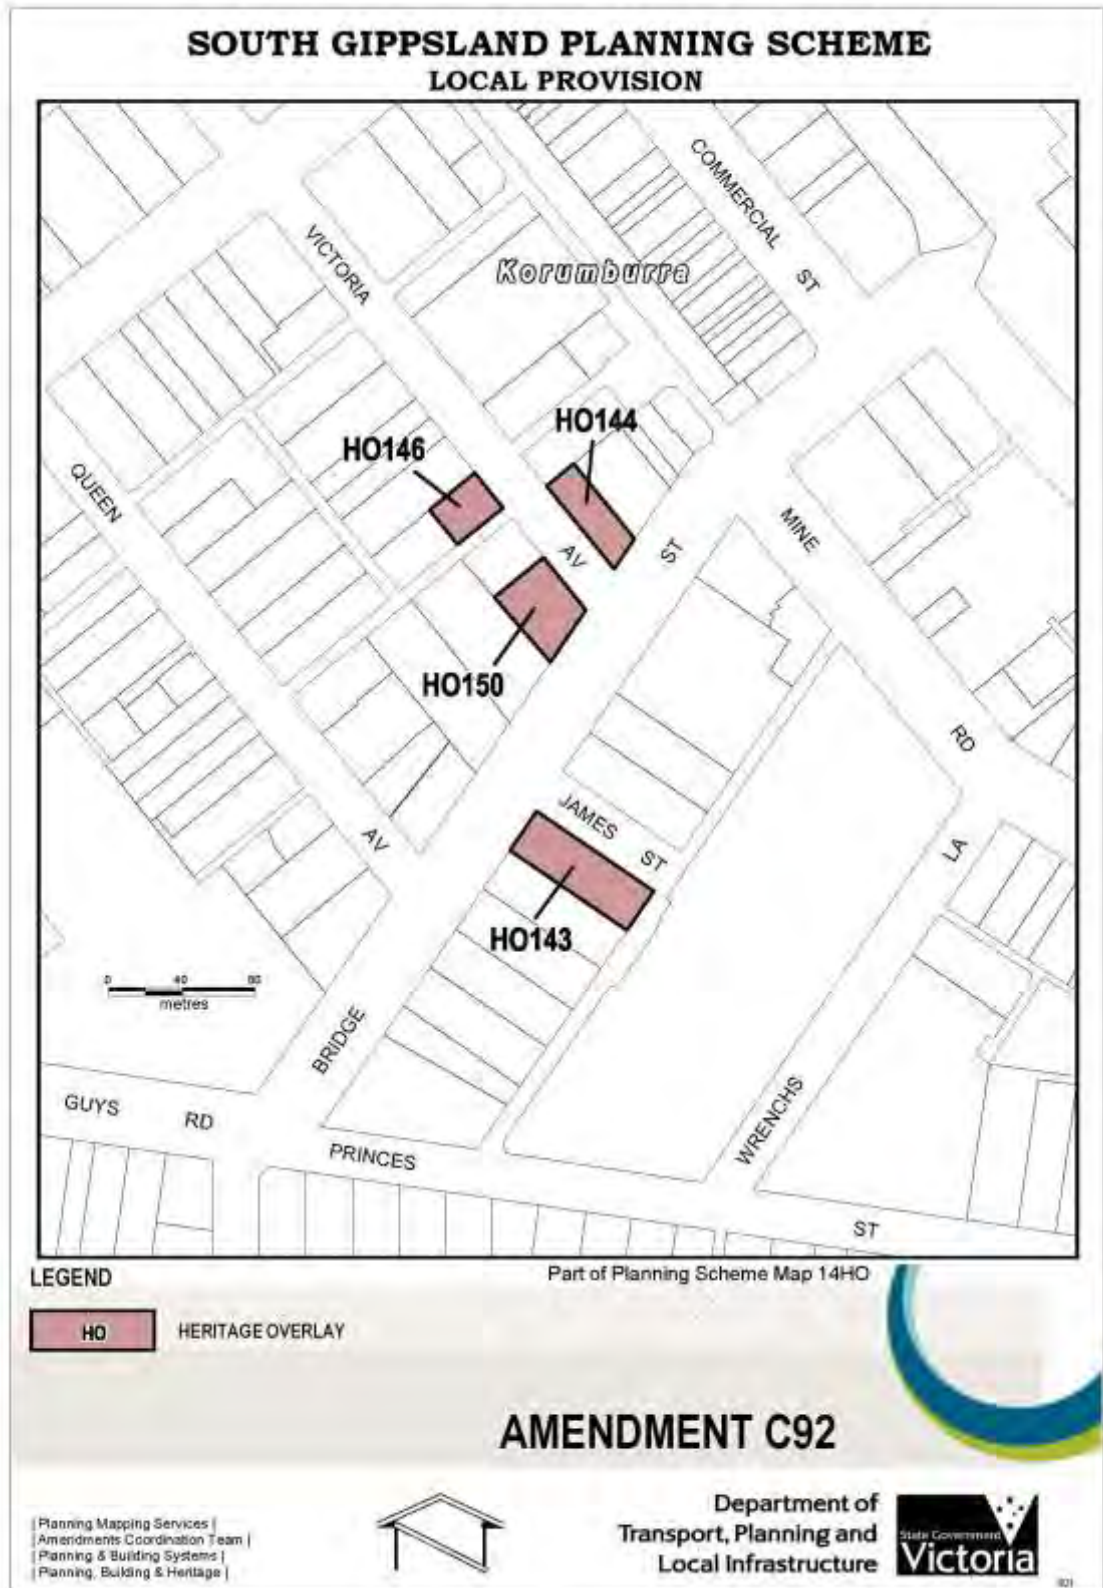 SOUTH GIPPSLAND PLANNING SCHEME
LOCAL PROVISION
COMMERCIAL
ST
VICTORIA
Korumburra
HO144
HO146
QUEEN
MINE
AV
ST
HO150
RD
JAMES
ST
AV
LA
HO143
0 40 80
metres
BRIDGE
GUYS
RD
WRENCHS
PRINCES
ST
LEGEND
Part of Planning Scheme Map 14HO
HO
HERITAGE OVERLAY
AMENDMENT C92
| Planning Mapping Services |
| Amendments Coordination Team |
| Planning & Building Systems |
| Planning, Building & Heritage |
Department of
Transport, Planning and
Local Infrastructure
State Government
Victoria